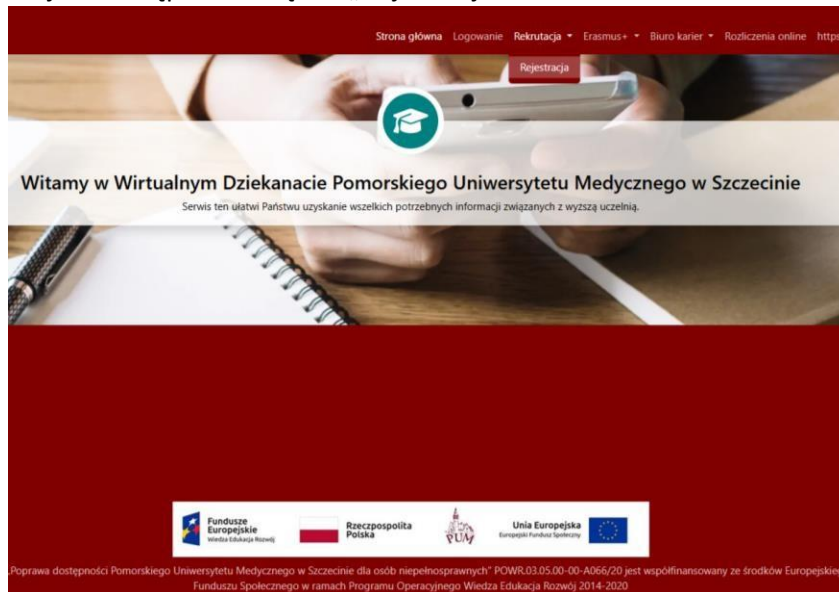 Strona główna Logowanie Rekrutacja Erasmus+ Biuro karier Rozliczenia online https
Rejestracja
Witamy w Wirtualnym Dziekanacie Pomorskiego Uniwersytetu Medycznego w Szczecinie
Serwis ten ułatwi Państwu uzyskanie wszelkich potrzebnych informacji związanych z wyższą uczelnią.
Fundusze
Europejskie
Wiedza Edukacja Rozwój
Rzeczpospolita
Polska
PUM
Unia Europejska
Europejski Fundusz Społeczny
„Poprawa dostępności Pomorskiego Uniwersytetu Medycznego w Szczecinie dla osób niepełnosprawnych” POWR.03.05.00-00-A066/20 jest współfinansowany ze środków Europejskie
Funduszu Społecznego w ramach Programu Operacyjnego Wiedza Edukacja Rozwój 2014-2020